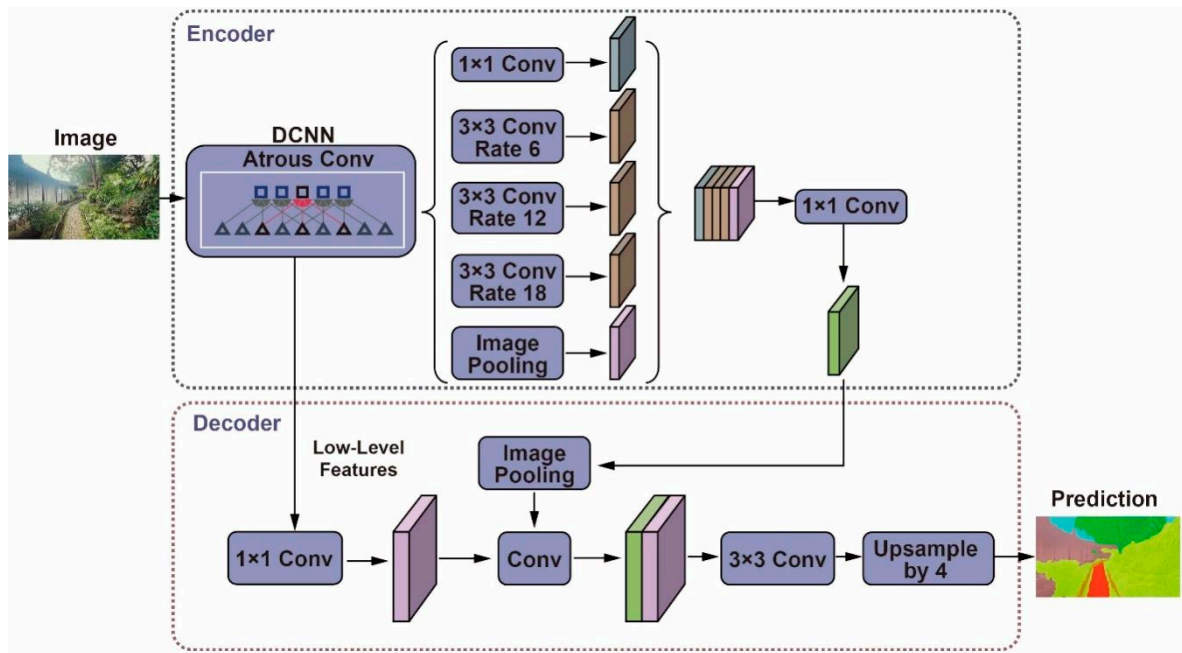 Encoder
Image
DCNN
Atrous Conv
1×1 Conv
3×3 Conv
Rate 6
3×3 Conv
Rate 12
3×3 Conv
Rate 18
Image
Pooling
1×1 Conv
Decoder
Low-Level
Features
Image
Pooling
1×1 Conv
Conv
3×3 Conv
Upsample
by 4
Prediction